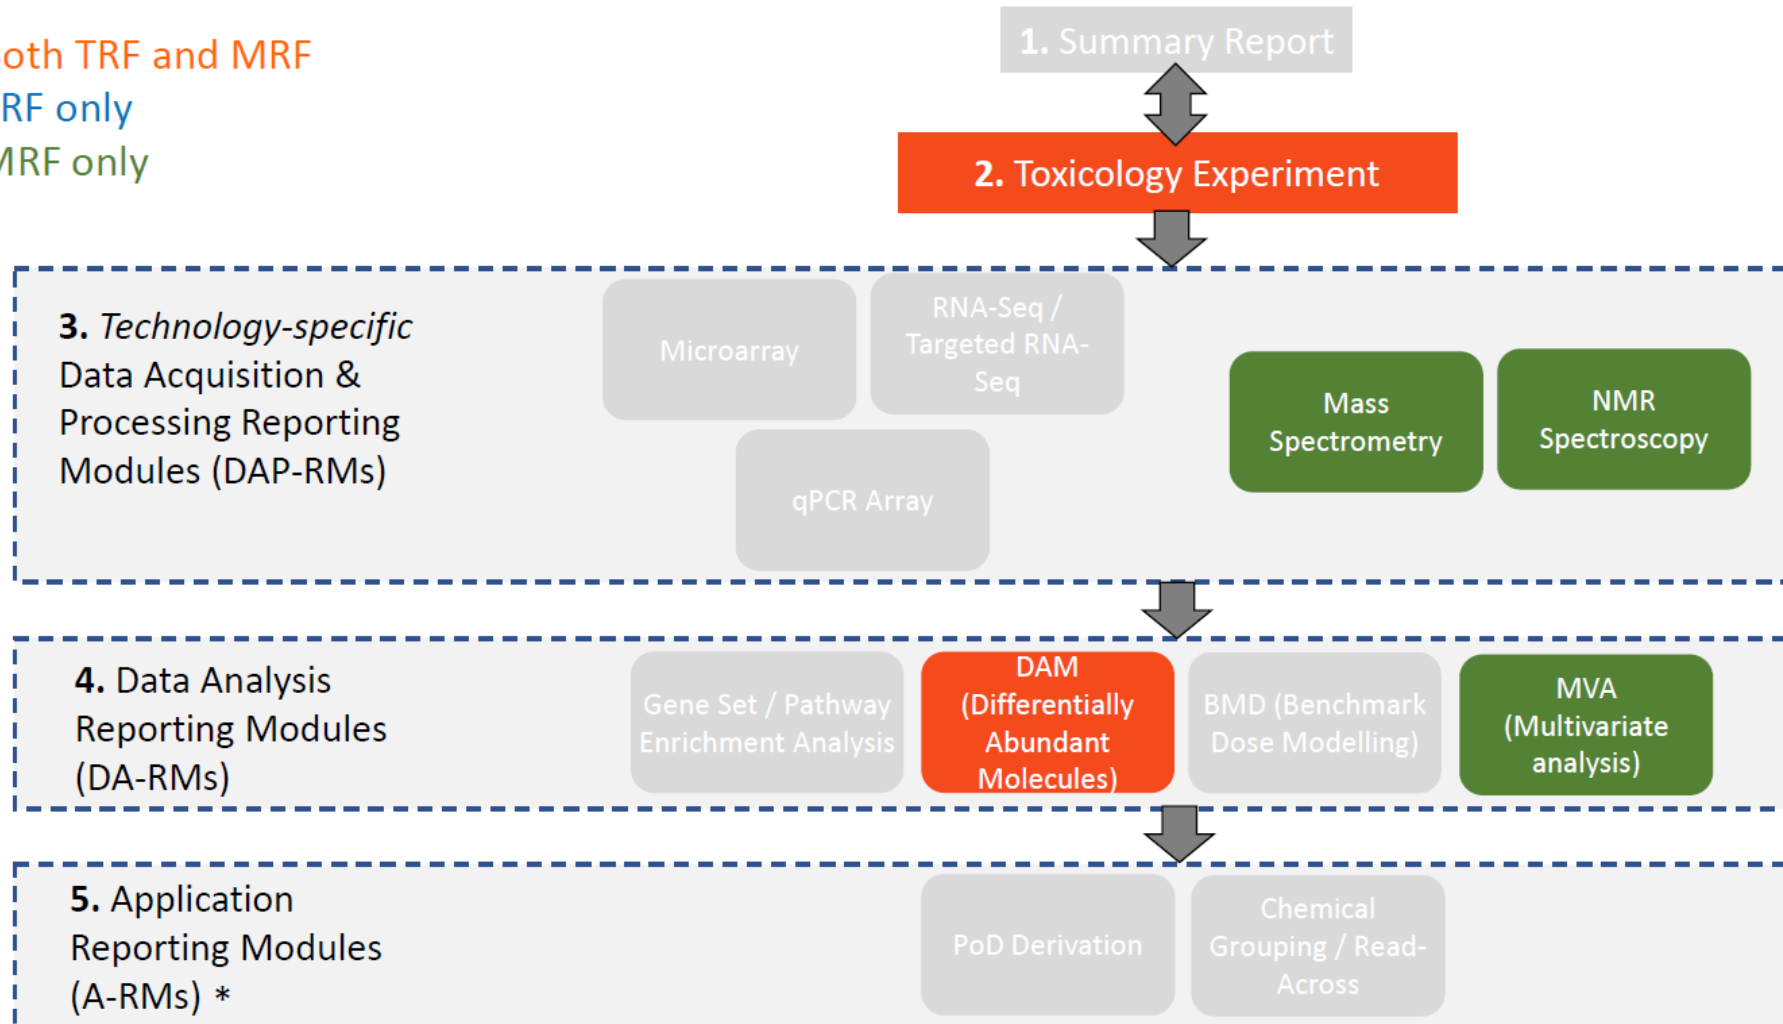 oth TRF and MRF
RF only
MRF only
1. Summary Report
2. Toxicology Experiment
3. Technology-specific
Data Acquisition &
Processing Reporting
Modules (DAP-RMs)
Microarray
RNA-Seq /
Targeted RNA-
Seq
qPCR Array
Mass
Spectrometry
NMR
Spectroscopy
4. Data Analysis
Reporting Modules
(DA-RMs)
Gene Set / Pathway
Enrichment Analysis
DAM
(Differentially
Abundant
Molecules)
BMD (Benchmark
Dose Modelling)
MVA
(Multivariate
analysis)
5. Application
Reporting Modules
(A-RMs) *
PoD Derivation
Chemical
Grouping / Read-
Across